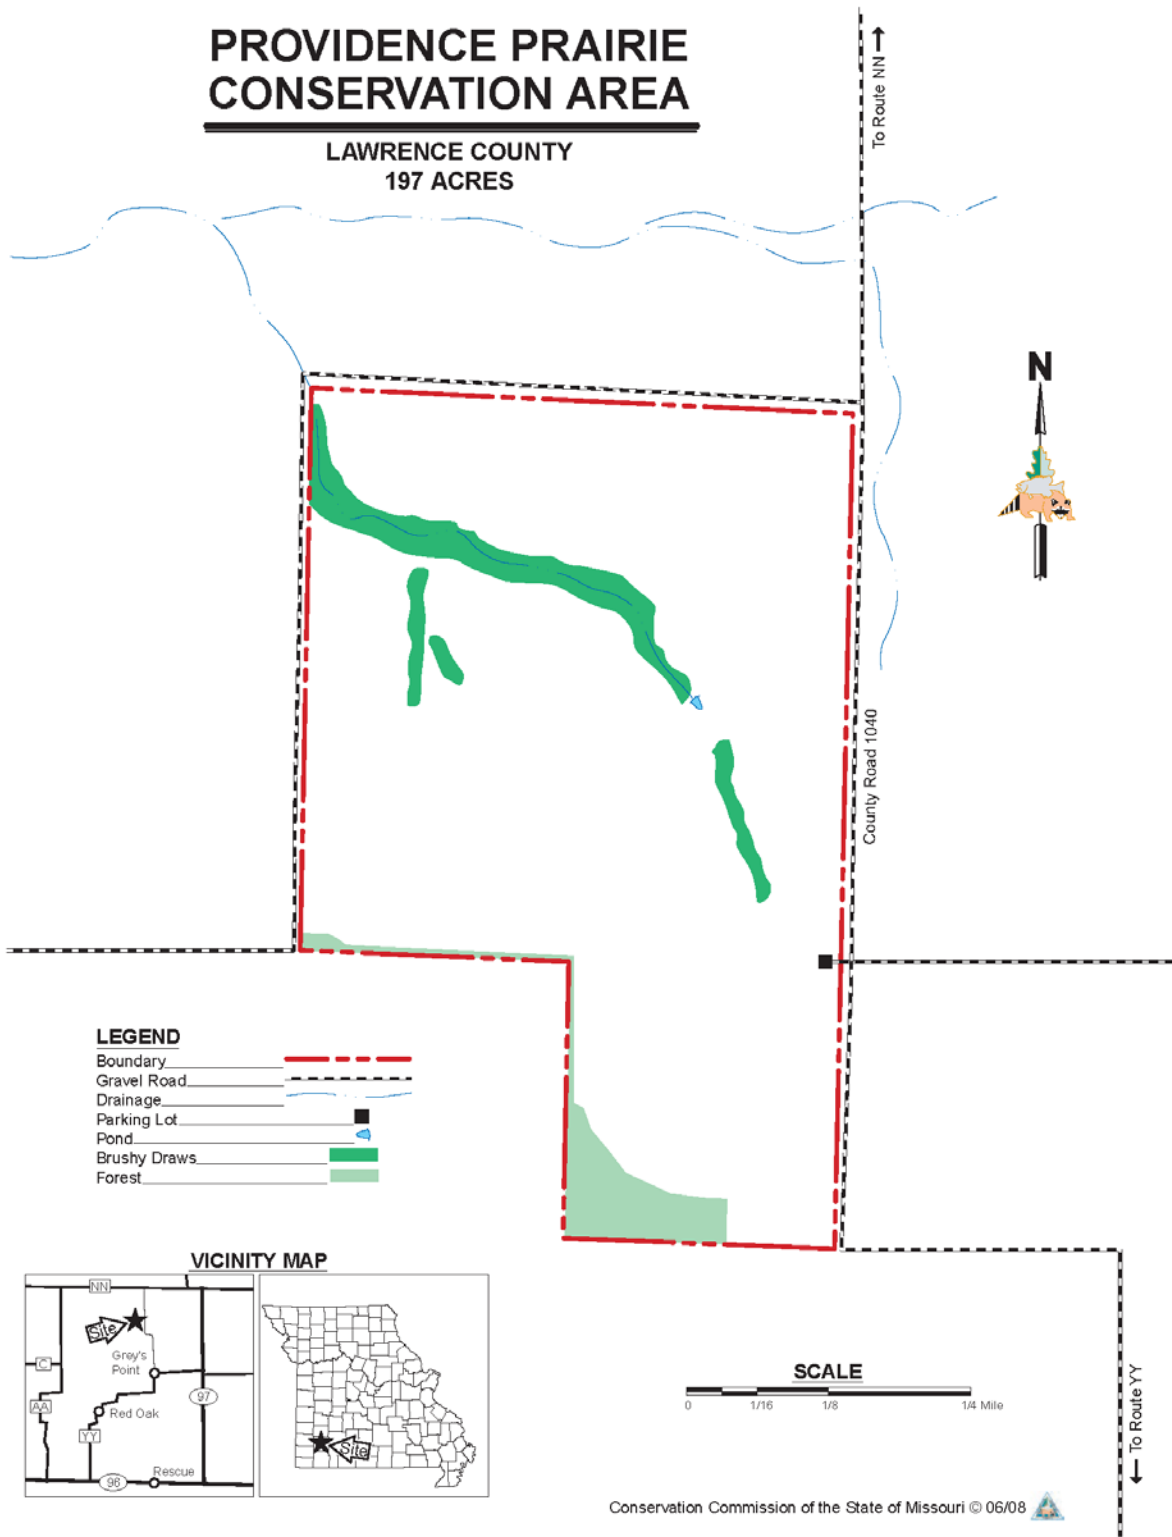 PROVIDENCE PRAIRIE
CONSERVATION AREA
LAWRENCE COUNTY
197 ACRES
To Route NN
N
County Road 1040
LEGEND
Boundary
Gravel Road
Drainage
Parking Lot
Pond
Brushy Draws
Forest
VICINITY MAP
NN
Site
Grey's
Point
C
97
AA
Red Oak
YY
Rescue
96
Site
SCALE
0 1/16 1/8 1/4 Mile
To Route YY
Conservation Commission of the State of Missouri © 06/08